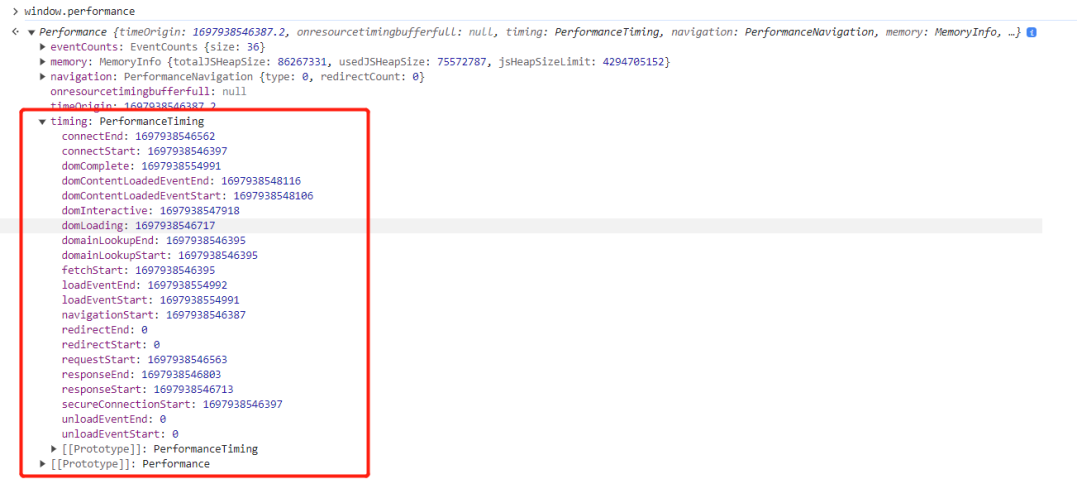 > window.performance
Performance {timeOrigin: 1697938546387.2, onresourcetimingbufferfull: null, timing: PerformanceTiming, navigation: PerformanceNavigation, memory: MemoryInfo, …} i
eventCounts: EventCounts {size: 36}
memory: MemoryInfo {totalJSHeapSize: 86267331, usedJSHeapSize: 75572787, jsHeapSizeLimit: 4294705152}
navigation: PerformanceNavigation {type: 0, redirectCount: 0}
onresourcetimingbufferfull: null
timeOrigin: 1697938546387.2
timing: PerformanceTiming
connectEnd: 1697938546562
connectStart: 1697938546397
domComplete: 1697938554991
domContentLoadedEventEnd: 1697938548116
domContentLoadedEventStart: 1697938548106
domInteractive: 1697938547918
domLoading: 1697938546717
domainLookupEnd: 1697938546395
domainLookupStart: 1697938546395
fetchStart: 1697938546395
loadEventEnd: 1697938554992
loadEventStart: 1697938554991
navigationStart: 1697938546387
redirectEnd: 0
redirectStart: 0
requestStart: 1697938546563
responseEnd: 1697938546803
responseStart: 1697938546713
secureConnectionStart: 1697938546397
unloadEventEnd: 0
unloadEventStart: 0
[[Prototype]]: PerformanceTiming
[[Prototype]]: Performance